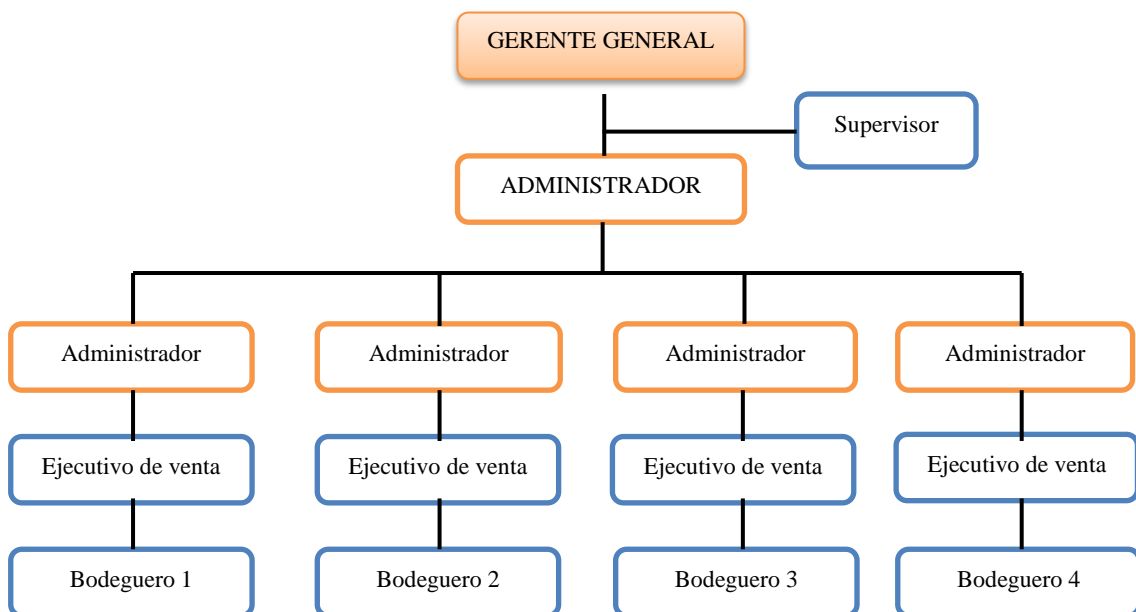 GERENTE GENERAL
Supervisor
ADMINISTRADOR
Administrador
Administrador
Administrador
Administrador
Ejecutivo de venta
Ejecutivo de venta
Ejecutivo de venta
Ejecutivo de venta
Bodeguero 1
Bodeguero 2
Bodeguero 3
Bodeguero 4